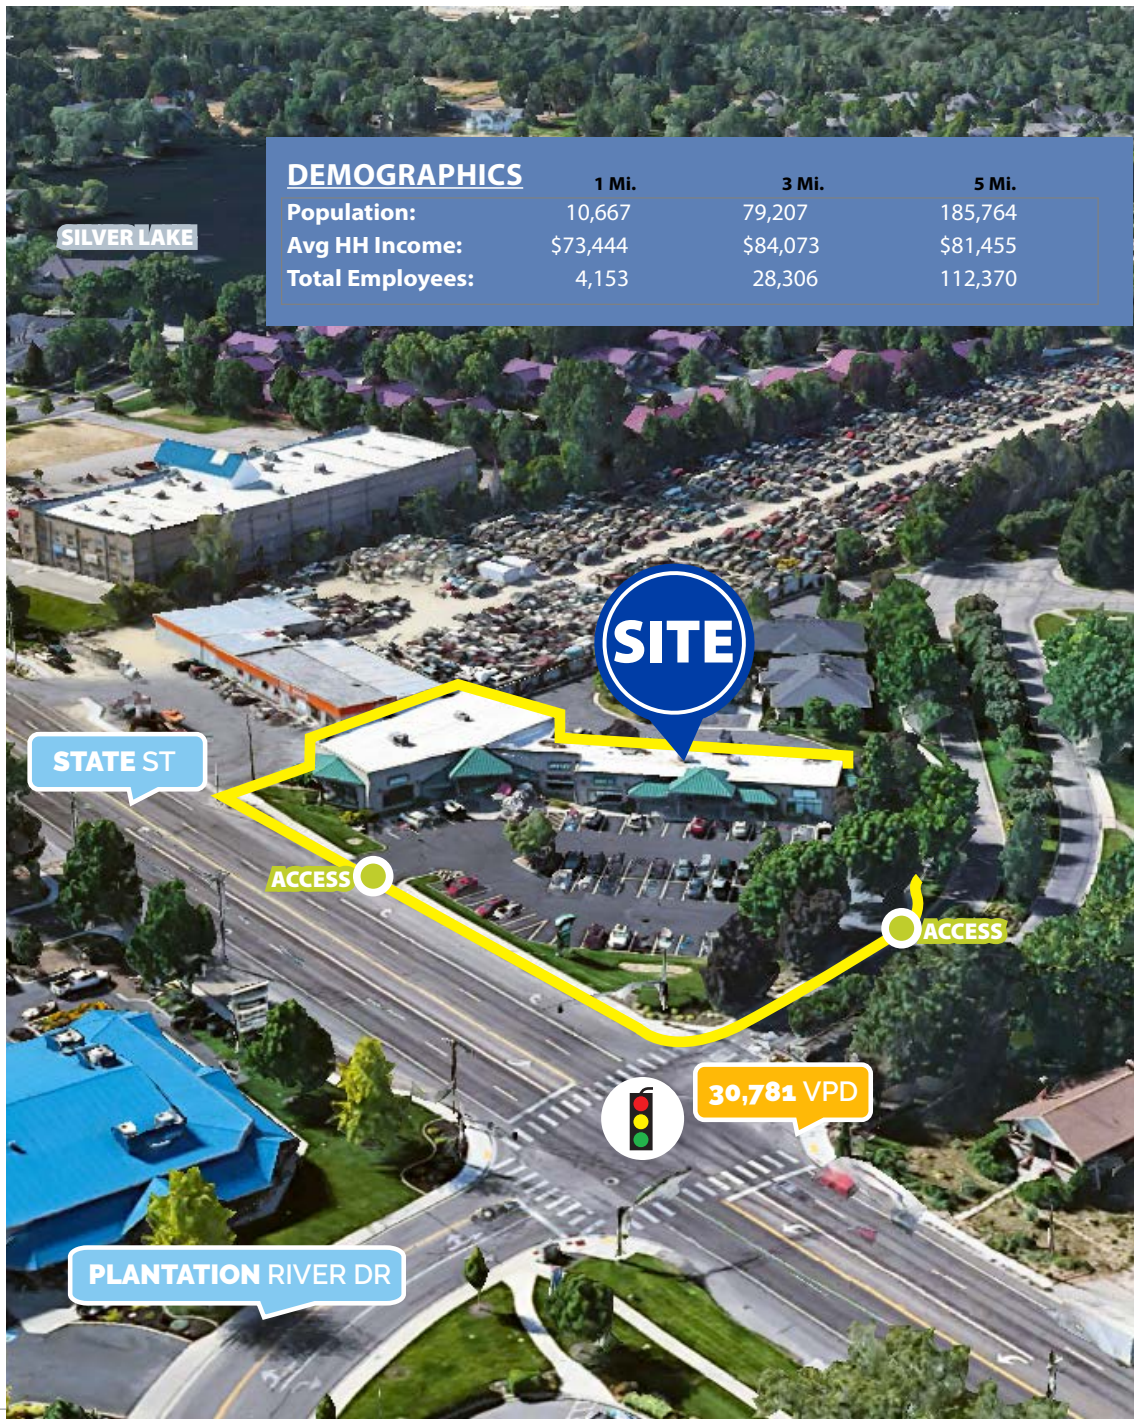 DEMOGRAPHICS 1 Mi. 3 Mi. 5 Mi.
Population: 10,667 79,207 185,764
Avg HH Income: $73,444 $84,073 $81,455
Total Employees: 4,153 28,306 112,370
SILVER LAKE
SITE
STATE ST
ACCESS
ACCESS
30,781 VPD
PLANTATION RIVER DR